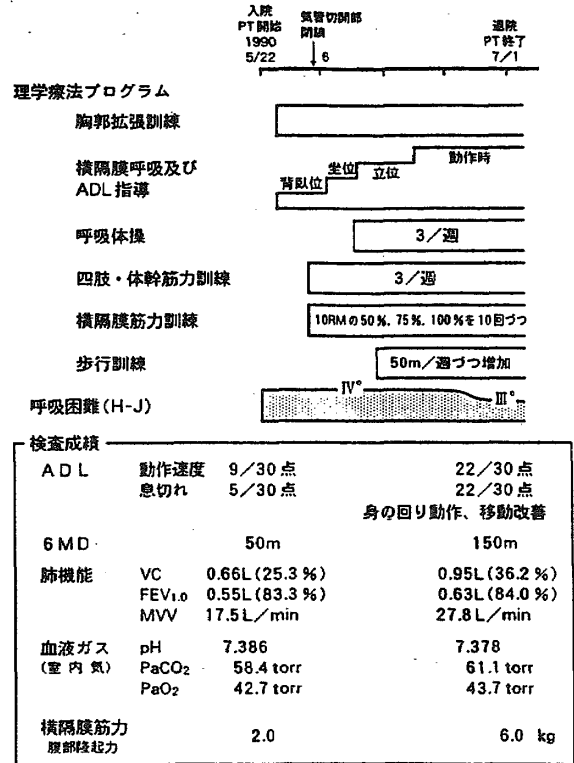 入院
PT開始
1990
5/22
気管切開部
閉鎖
6
退院
PT終了
7/1
理学療法プログラム
胸郭拡張訓練
横隔膜呼吸及び
ADL指導
背臥位
坐位
立位
動作時
呼吸体操
3/週
四肢・体幹筋力訓練
3/週
横隔膜筋力訓練
10RMの50%, 75%, 100%を10回づつ
歩行訓練
50m/週づつ増加
呼吸困難(H-J)
Ⅳ°
Ⅲ°
検査成績
ADL 動作速度 9/30点 22/30点
息切れ 5/30点 22/30点
身の回り動作、移動改善
6MD 50m 150m
肺機能 VC 0.66L(25.3%) 0.95L(36.2%)
FEV1.0 0.55L(83.3%) 0.63L(84.0%)
MVV 17.5L/min 27.8L/min
血液ガス pH 7.386 7.378
(室内気) PaCO2 58.4 torr 61.1 torr
PaO2 42.7 torr 43.7 torr
横隔膜筋力 2.0 6.0 kg
腹部隆起力